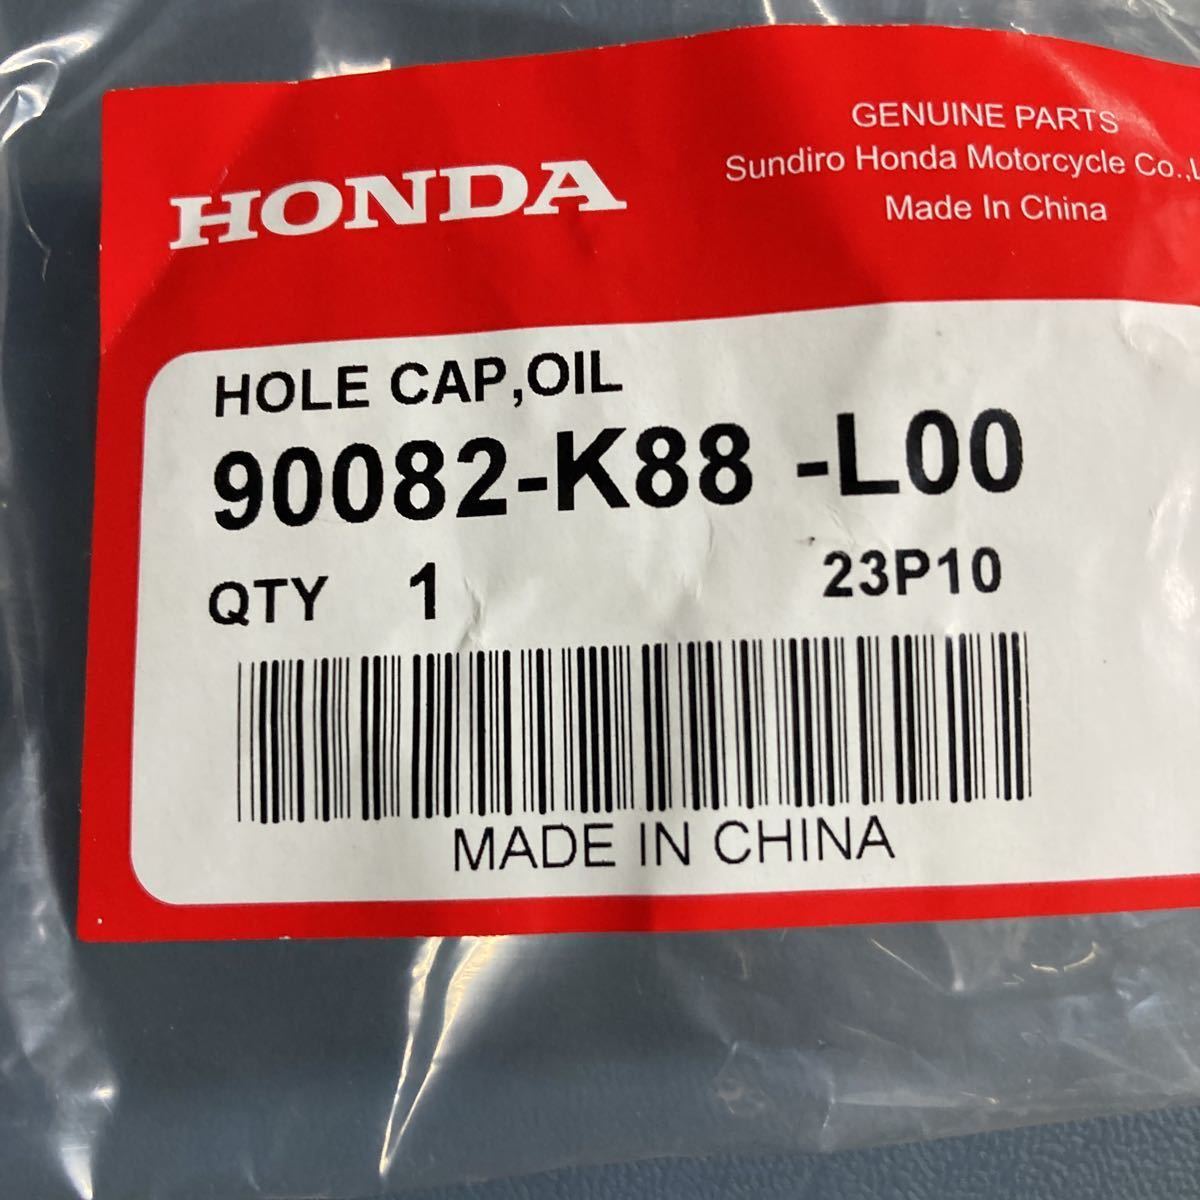 HONDA
GENUINE PARTS
Sundiro Honda Motorcycle Co.,L
Made In China
HOLE CAP,OIL
90082-K88 -L00
QTY 1 23P10
MADE IN CHINA